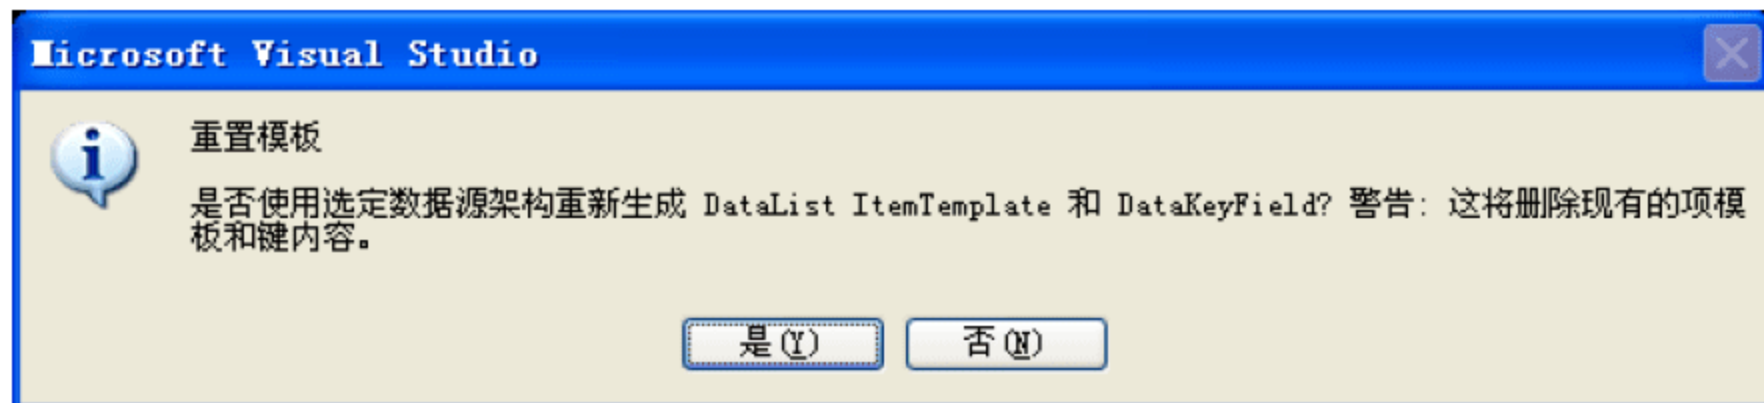 Microsoft Visual Studio
重置模板
是否使用选定数据源架构重新生成 DataList ItemTemplate 和 DataKeyField? 警告: 这将删除现有的项模
板和键内容。
是(Y)
否(N)